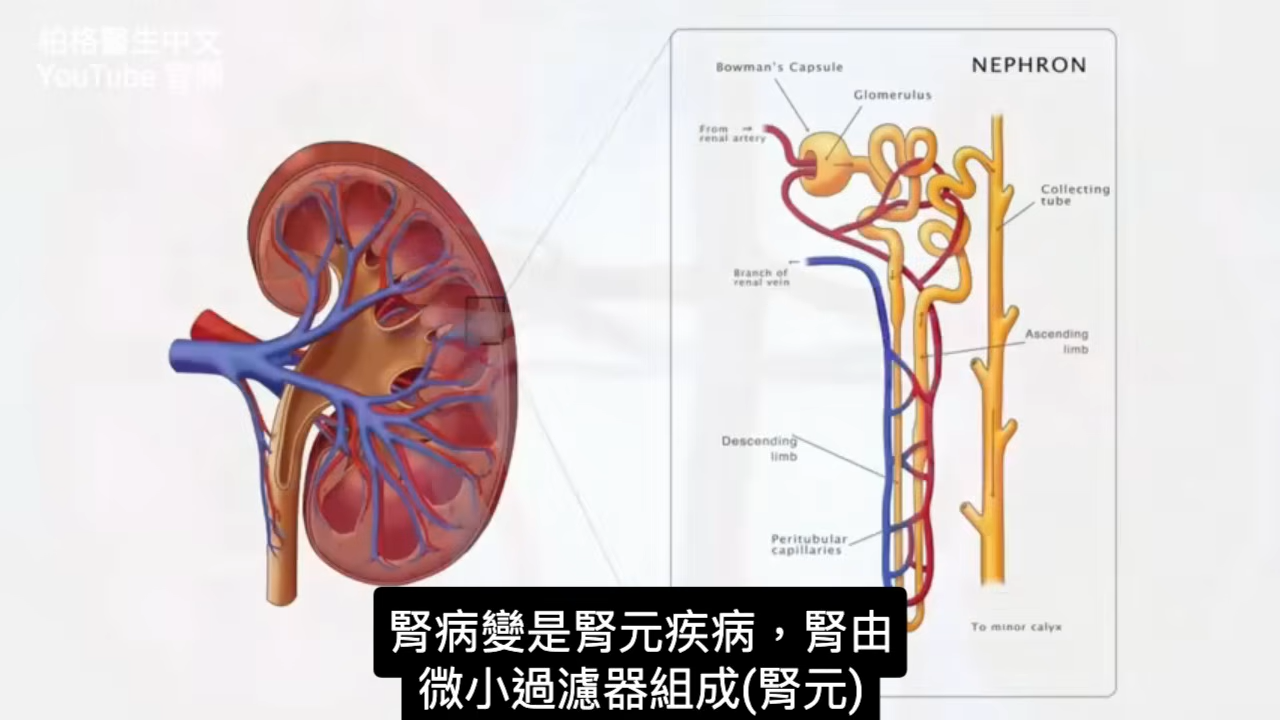 柏格醫生中文
YouTube 官網
NEPHRON
Bowman's Capsule
Glomerulus
From →
renal artery
Collecting
tube
Branch of
renal vein
Ascending
limb
Descending
limb
Peritubular
capillaries
To minor calyx
腎病變是腎元疾病，腎由
微小過濾器組成(腎元)